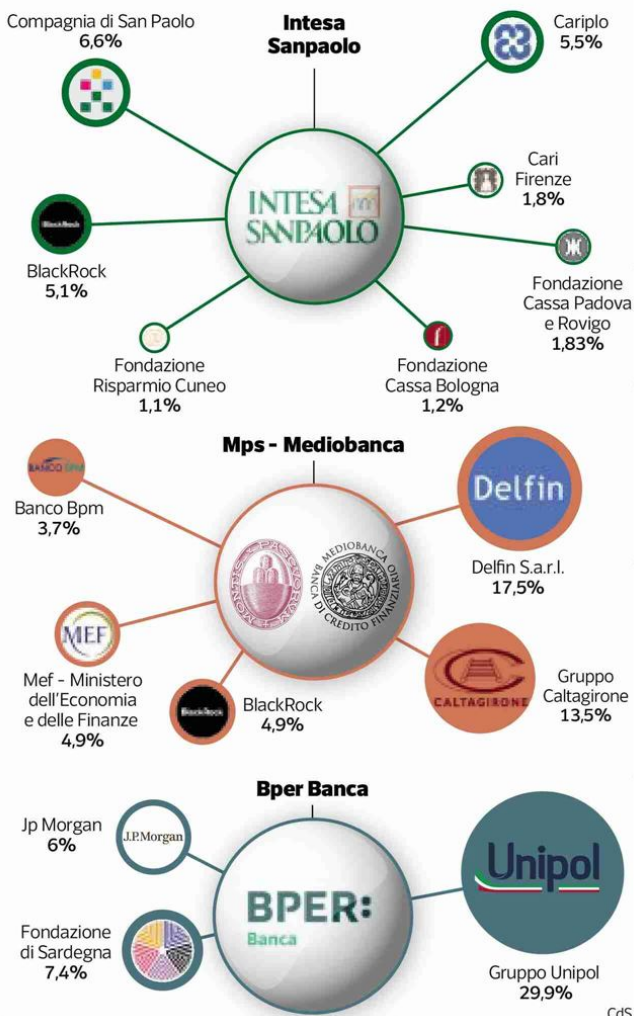 Compagnia di San Paolo
6,6%
Intesa
Sanpaolo
Cariplo
5,5%
INTESA
SANPAOLO
Cari
Firenze
1,8%
BlackRock
BlackRock
5,1%
Fondazione
Cassa Padova
e Rovigo
1,83%
Fondazione
Risparmio Cuneo
1,1%
Fondazione
Cassa Bologna
1,2%
Mps - Mediobanca
BANCO BPM
Banco Bpm
3,7%
Delfin
Delfin S.a.r.l.
17,5%
MONTIS PASCUORUM
MEDIOBANCA
BANCA DI CREDITO FINANZIARIO
MEF
Mef - Ministero
dell'Economia
e delle Finanze
4,9%
BlackRock
BlackRock
4,9%
CALTAGIRONE
Gruppo
Caltagirone
13,5%
Bper Banca
Jp Morgan
6%
J.P.Morgan
BPER:
Banca
Unipol
Fondazione
di Sardegna
7,4%
Gruppo Unipol
29,9%
CdS